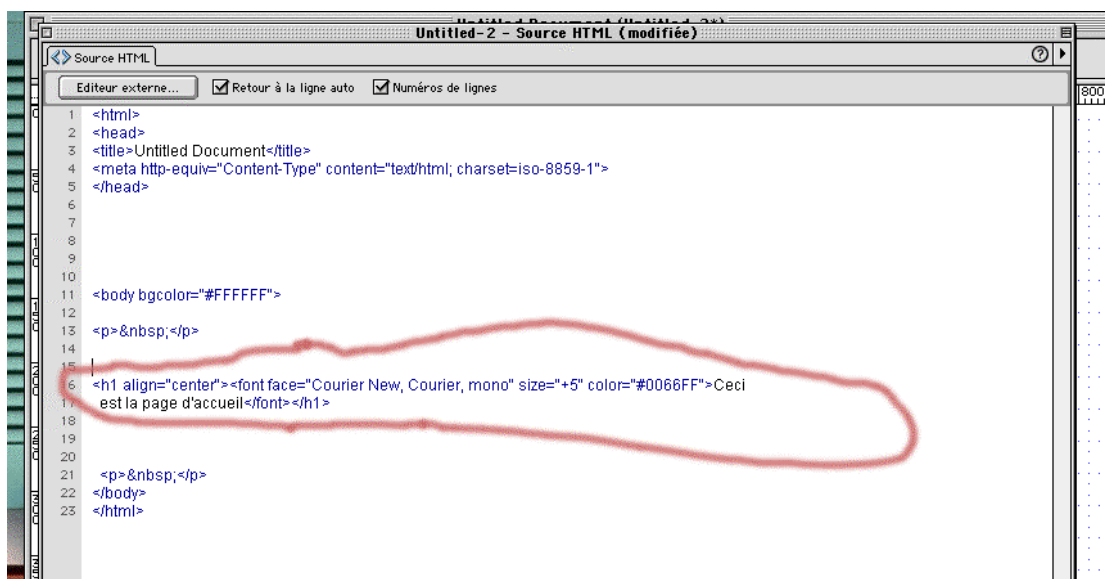 Untitled Document (Untitled-2*)
Untitled-2 - Source HTML (modifiée)
Source HTML
?
Editeur externe... Retour à la ligne auto Numéros de lignes
800
1 <html>
2 <head>
3 <title>Untitled Document</title>
4 <meta http-equiv="Content-Type" content="text/html; charset=iso-8859-1">
5 </head>
6
7
8
9
10
11 <body bgcolor="#FFFFFF">
12
13 <p>&nbsp;</p>
14
15
16 <h1 align="center"><font face="Courier New, Courier, mono" size="+5" color="#0066FF">Ceci
17 est la page d'accueil</font></h1>
18
19
20
21 <p>&nbsp;</p>
22 </body>
23 </html>